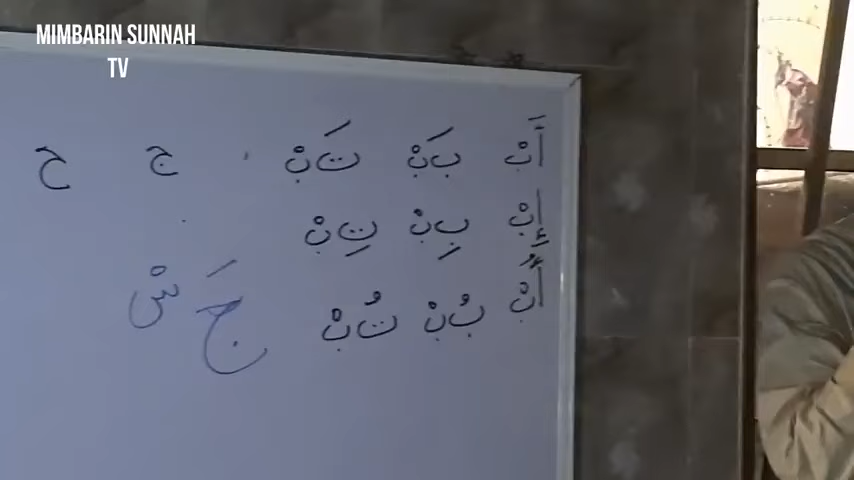 MIMBARIN SUNNAH
TV
أَبْ بَبْ تَبْ ج ح
إِبْ بِبْ تِبْ
أُبْ بُبْ تُبْ
جَ سْ